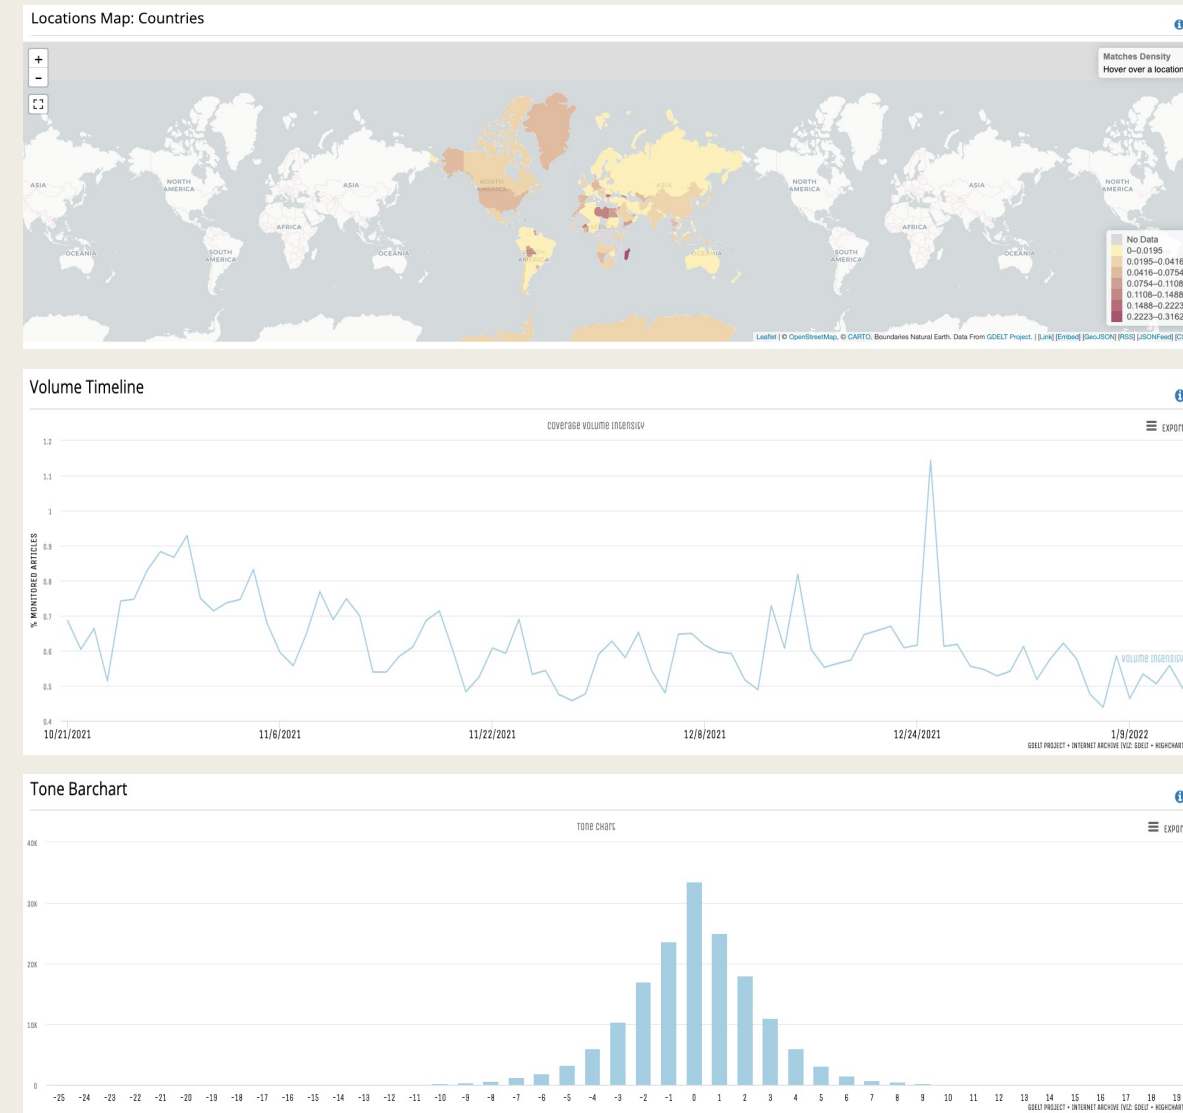 Locations Map: Countries
+
−
Matches Density
Hover over a location
ASIA
NORTH AMERICA
ASIA
NORTH AMERICA
ASIA
NORTH AMERICA
ASIA
NORTH AMERICA
AFRICA
AFRICA
AFRICA
OCEANIA
SOUTH AMERICA
OCEANIA
SOUTH AMERICA
OCEANIA
SOUTH AMERICA
OCEANIA
No Data
0–0.0195
0.0195–0.0416
0.0416–0.0754
0.0754–0.1108
0.1108–0.1488
0.1488–0.2223
0.2223–0.3162
Leaflet | © OpenStreetMap, © CARTO. Boundaries Natural Earth. Data From GDELT Project. | [Link] [Embed] [GeoJSON] [RSS] [JSONFeed]
Volume Timeline
Coverage Volume Intensity
EXPORT
1.2
1.1
1
0.9
0.8
0.7
0.6
0.5
0.4
% MONITORED ARTICLES
Volume Intensity
10/21/2021 11/6/2021 11/22/2021 12/8/2021 12/24/2021 1/9/2022
GDELT PROJECT + INTERNET ARCHIVE (VIZ: GDELT + HIGHCHART
Tone Barchart
Tone Chart
EXPORT
40K
30K
20K
10K
0
-25 -24 -23 -22 -21 -20 -19 -18 -17 -16 -15 -14 -13 -12 -11 -10 -9 -8 -7 -6 -5 -4 -3 -2 -1 0 1 2 3 4 5 6 7 8 9 10 11 12 13 14 15 16 17 18 19
GDELT PROJECT + INTERNET ARCHIVE (VIZ: GDELT + HIGHCHART